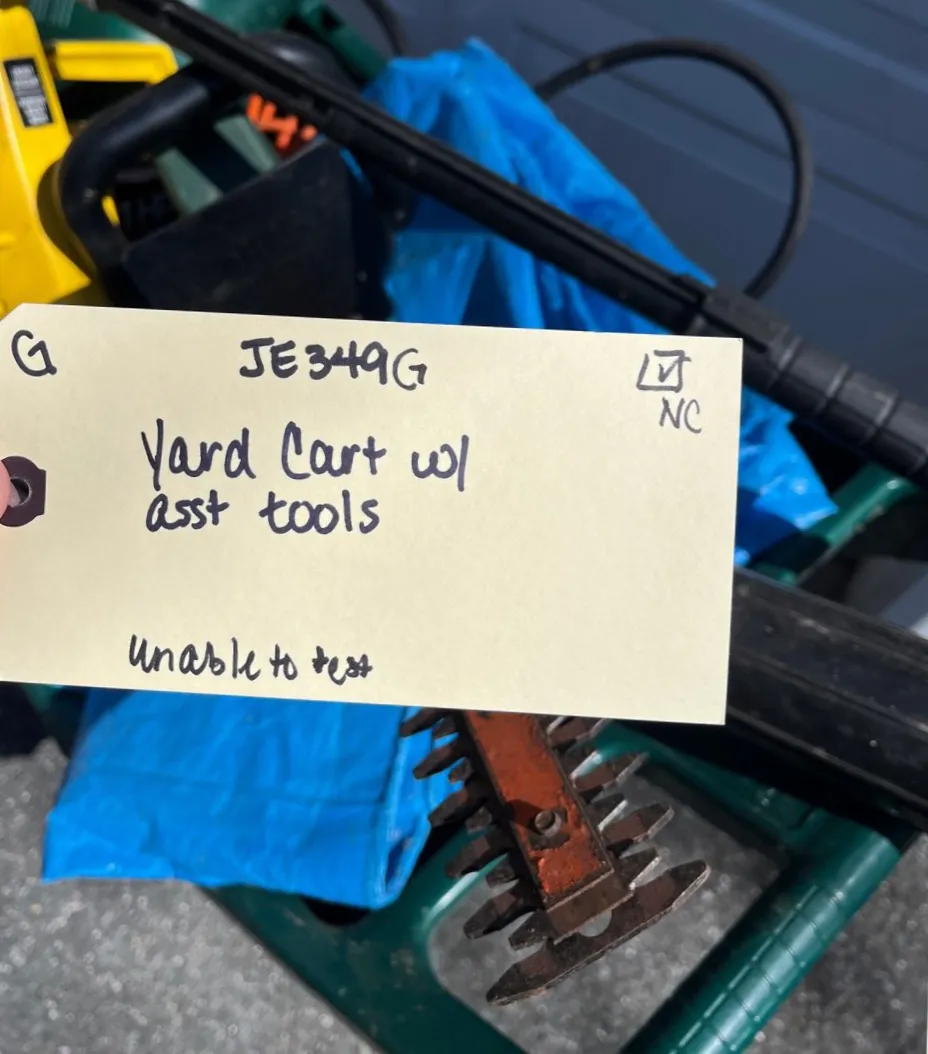 G JE349G
NC
Yard Cart w/
asst tools
unable to test